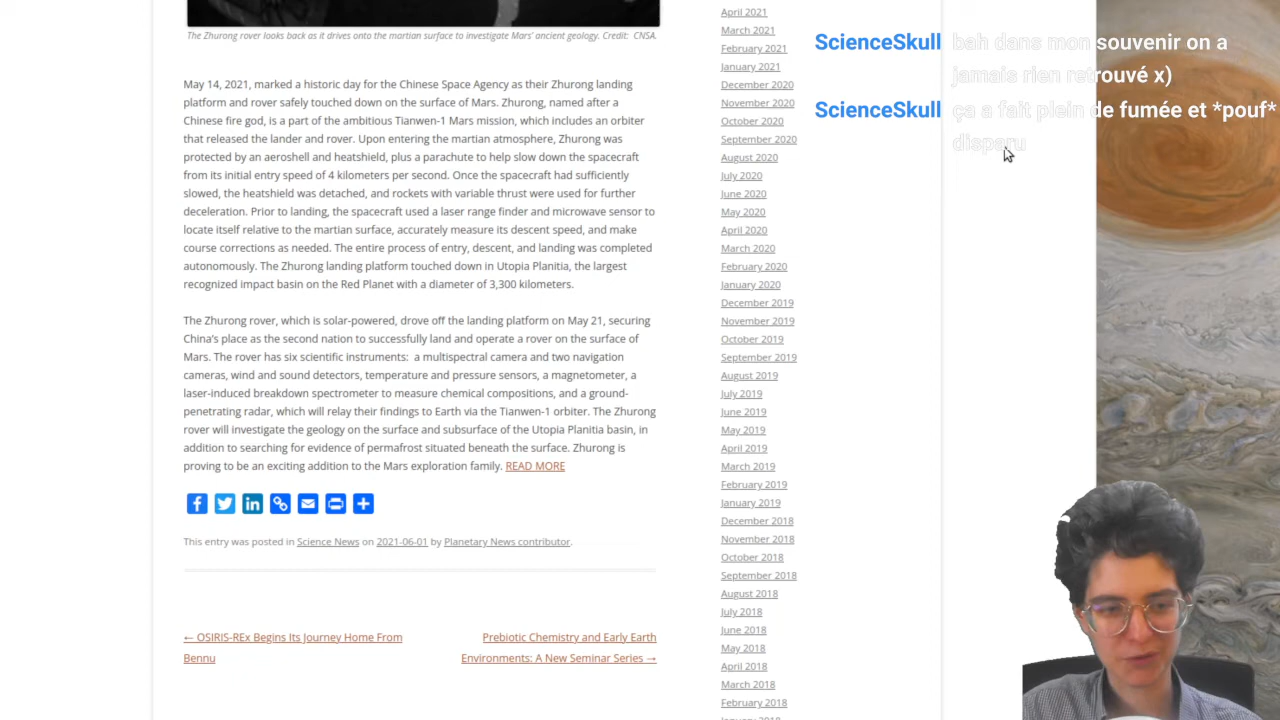 The Zhurong rover looks back as it drives onto the martian surface to investigate Mars' ancient geology. Credit: CNSA.
May 14, 2021, marked a historic day for the Chinese Space Agency as their Zhurong landing
platform and rover safely touched down on the surface of Mars. Zhurong, named after a
Chinese fire god, is a part of the ambitious Tianwen-1 Mars mission, which includes an orbiter
that released the lander and rover. Upon entering the martian atmosphere, Zhurong was
protected by an aeroshell and heatshield, plus a parachute to help slow down the spacecraft
from its initial entry speed of 4 kilometers per second. Once the spacecraft had sufficiently
slowed, the heatshield was detached, and rockets with variable thrust were used for further
deceleration. Prior to landing, the spacecraft used a laser range finder and microwave sensor to
locate itself relative to the martian surface, accurately measure its descent speed, and make
course corrections as needed. The entire process of entry, descent, and landing was completed
autonomously. The Zhurong landing platform touched down in Utopia Planitia, the largest
recognized impact basin on the Red Planet with a diameter of 3,300 kilometers.
The Zhurong rover, which is solar-powered, drove off the landing platform on May 21, securing
China's place as the second nation to successfully land and operate a rover on the surface of
Mars. The rover has six scientific instruments: a multispectral camera and two navigation
cameras, wind and sound detectors, temperature and pressure sensors, a magnetometer, a
laser-induced breakdown spectrometer to measure chemical compositions, and a ground-
penetrating radar, which will relay their findings to Earth via the Tianwen-1 orbiter. The Zhurong
rover will investigate the geology on the surface and subsurface of the Utopia Planitia basin, in
addition to searching for evidence of permafrost situated beneath the surface. Zhurong is
proving to be an exciting addition to the Mars exploration family. READ MORE
This entry was posted in Science News on 2021-06-01 by Planetary News contributor.
← OSIRIS-REx Begins Its Journey Home From
Bennu
Prebiotic Chemistry and Early Earth
Environments: A New Seminar Series →
April 2021
March 2021
February 2021
January 2021
December 2020
November 2020
October 2020
September 2020
August 2020
July 2020
June 2020
May 2020
April 2020
March 2020
February 2020
January 2020
December 2019
November 2019
October 2019
September 2019
August 2019
July 2019
June 2019
May 2019
April 2019
March 2019
February 2019
January 2019
December 2018
November 2018
October 2018
September 2018
August 2018
July 2018
June 2018
May 2018
April 2018
March 2018
February 2018
January 2018
ScienceSkull bah dans mon souvenir on a
jamais rien retrouvé x)
ScienceSkull ça a fait plein de fumée et *pouf*
disparu